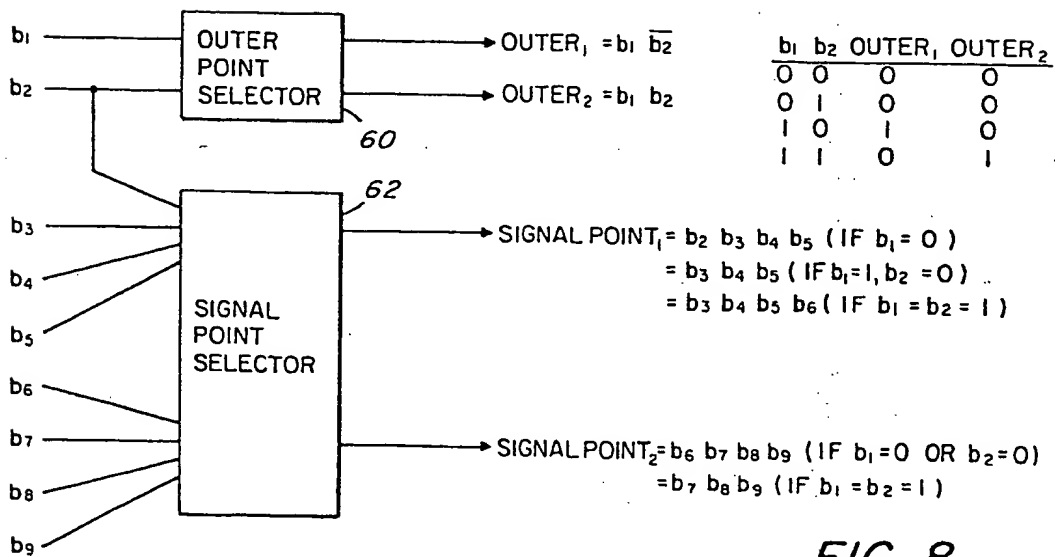 b₁
b₂
OUTER
POINT
SELECTOR
60
OUTER₁ = b₁ b̅₂̅
OUTER₂ = b₁ b₂
b₁ b₂ OUTER₁ OUTER₂
0 0 0 0
0 1 0 0
1 0 1 0
1 1 0 1
62
b₃
b₄
b₅
b₆
b₇
b₈
b₉
SIGNAL
POINT
SELECTOR
SIGNAL POINT₁ = b₂ b₃ b₄ b₅ (IF b₁ = 0)
= b₃ b₄ b₅ (IF b₁=1, b₂ =0)
= b₃ b₄ b₅ b₆ (IF b₁ = b₂ = 1)
SIGNAL POINT₂ = b₆ b₇ b₈ b₉ (IF b₁=0 OR b₂=0)
= b₇ b₈ b₉ (IF b₁ = b₂ = 1)
FIG. 8